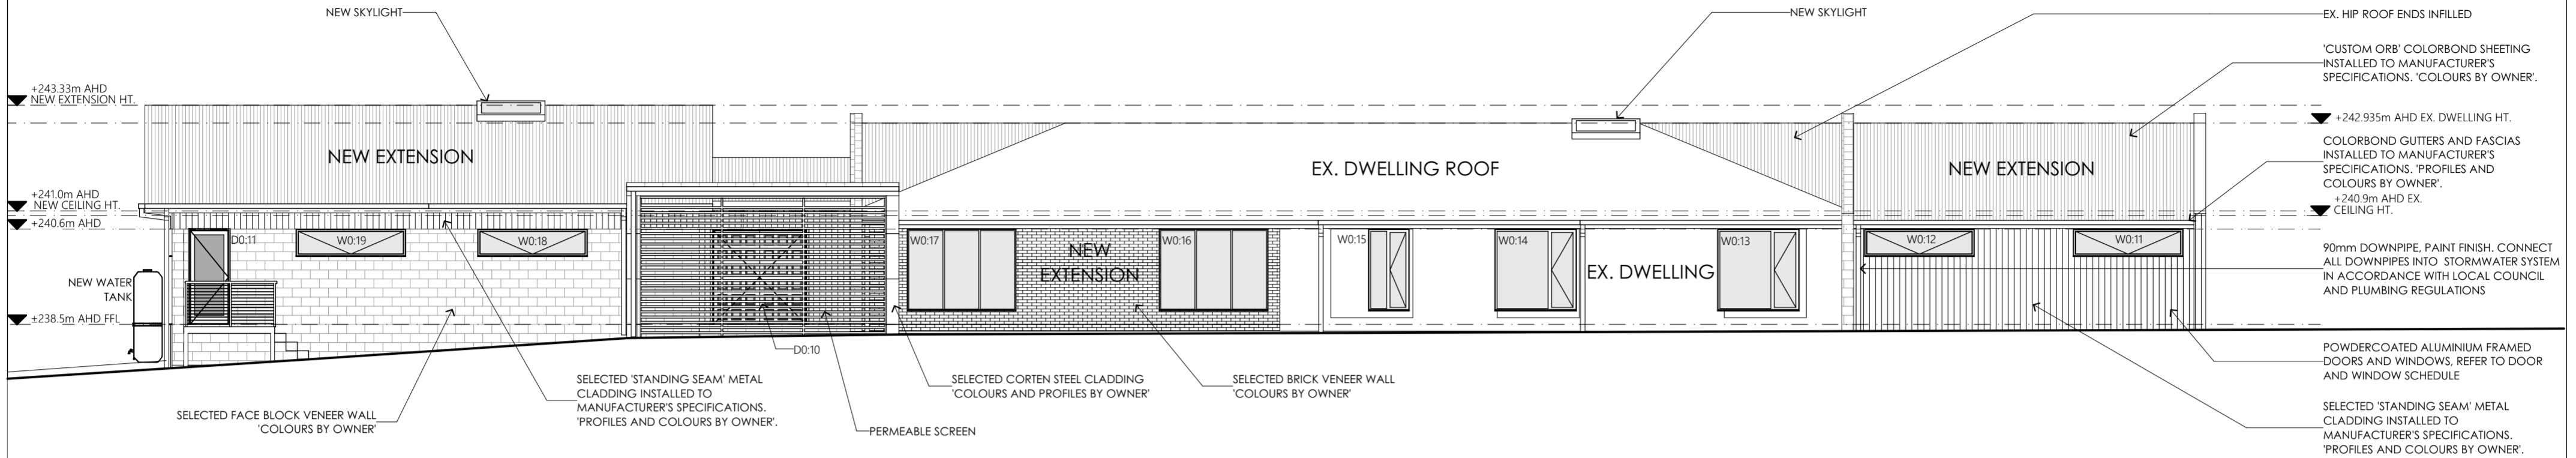 NEW SKYLIGHT
NEW SKYLIGHT
EX. HIP ROOF ENDS INFILLED
'CUSTOM ORB' COLORBOND SHEETING
INSTALLED TO MANUFACTURER'S
SPECIFICATIONS. 'COLOURS BY OWNER'.
+243.33m AHD
NEW EXTENSION HT.
+242.935m AHD EX. DWELLING HT.
COLORBOND GUTTERS AND FASCIAS
INSTALLED TO MANUFACTURER'S
SPECIFICATIONS. 'PROFILES AND
COLOURS BY OWNER'.
NEW EXTENSION
EX. DWELLING ROOF
NEW EXTENSION
+241.0m AHD
NEW CEILING HT.
+240.6m AHD
+240.9m AHD EX.
CEILING HT.
D0:11
W0:19
W0:18
W0:17
NEW
EXTENSION
W0:16
W0:15
W0:14
EX. DWELLING
W0:13
W0:12
W0:11
90mm DOWNPIPE, PAINT FINISH. CONNECT
ALL DOWNPIPES INTO STORMWATER SYSTEM
IN ACCORDANCE WITH LOCAL COUNCIL
AND PLUMBING REGULATIONS
NEW WATER
TANK
±238.5m AHD FFL
D0:10
POWDERCOATED ALUMINIUM FRAMED
DOORS AND WINDOWS, REFER TO DOOR
AND WINDOW SCHEDULE
SELECTED FACE BLOCK VENEER WALL
'COLOURS BY OWNER'
SELECTED 'STANDING SEAM' METAL
CLADDING INSTALLED TO
MANUFACTURER'S SPECIFICATIONS.
'PROFILES AND COLOURS BY OWNER'.
PERMEABLE SCREEN
SELECTED CORTEN STEEL CLADDING
'COLOURS AND PROFILES BY OWNER'
SELECTED BRICK VENEER WALL
'COLOURS BY OWNER'
SELECTED 'STANDING SEAM' METAL
CLADDING INSTALLED TO
MANUFACTURER'S SPECIFICATIONS.
'PROFILES AND COLOURS BY OWNER'.